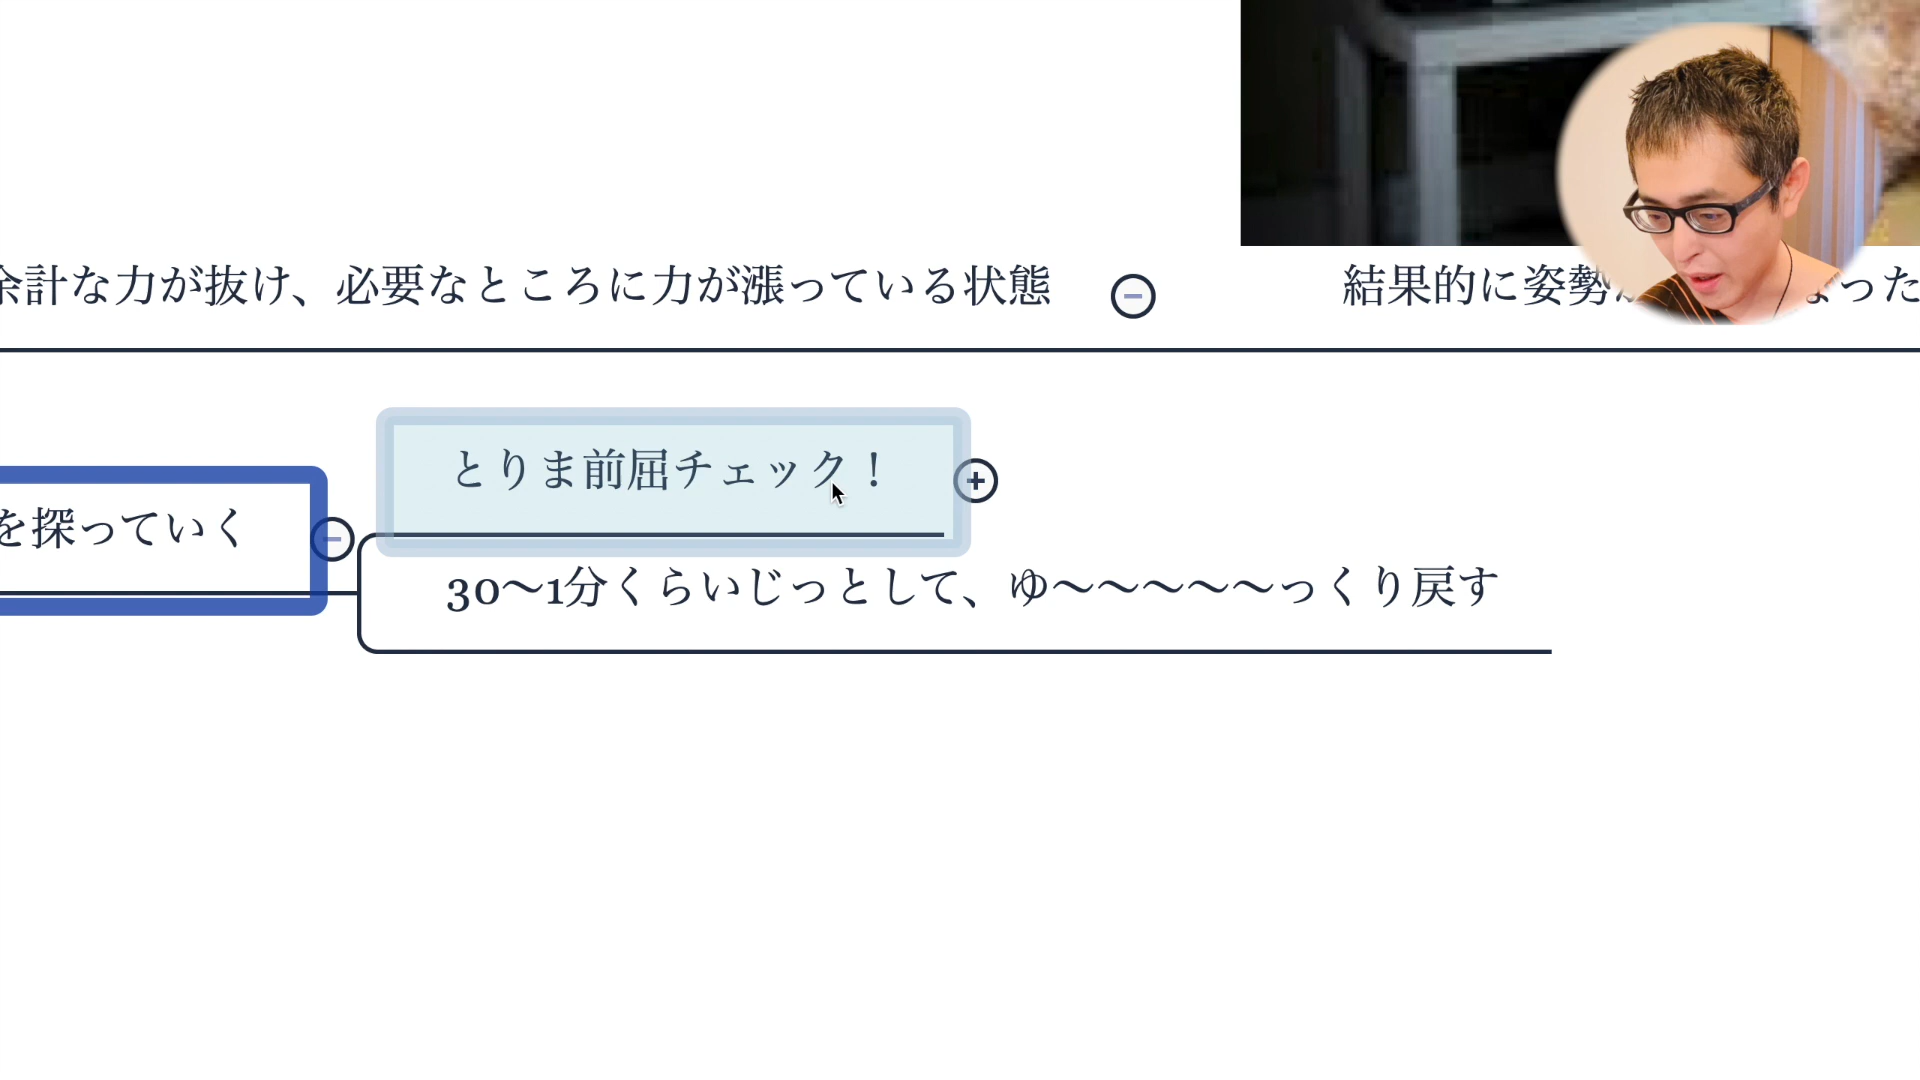 余計な力が抜け、必要なところに力が漲っている状態
結果的に姿勢
った
とりま前屈チェック！
を探っていく
30〜1分くらいじっとして、ゆ〜〜〜〜〜っくり戻す